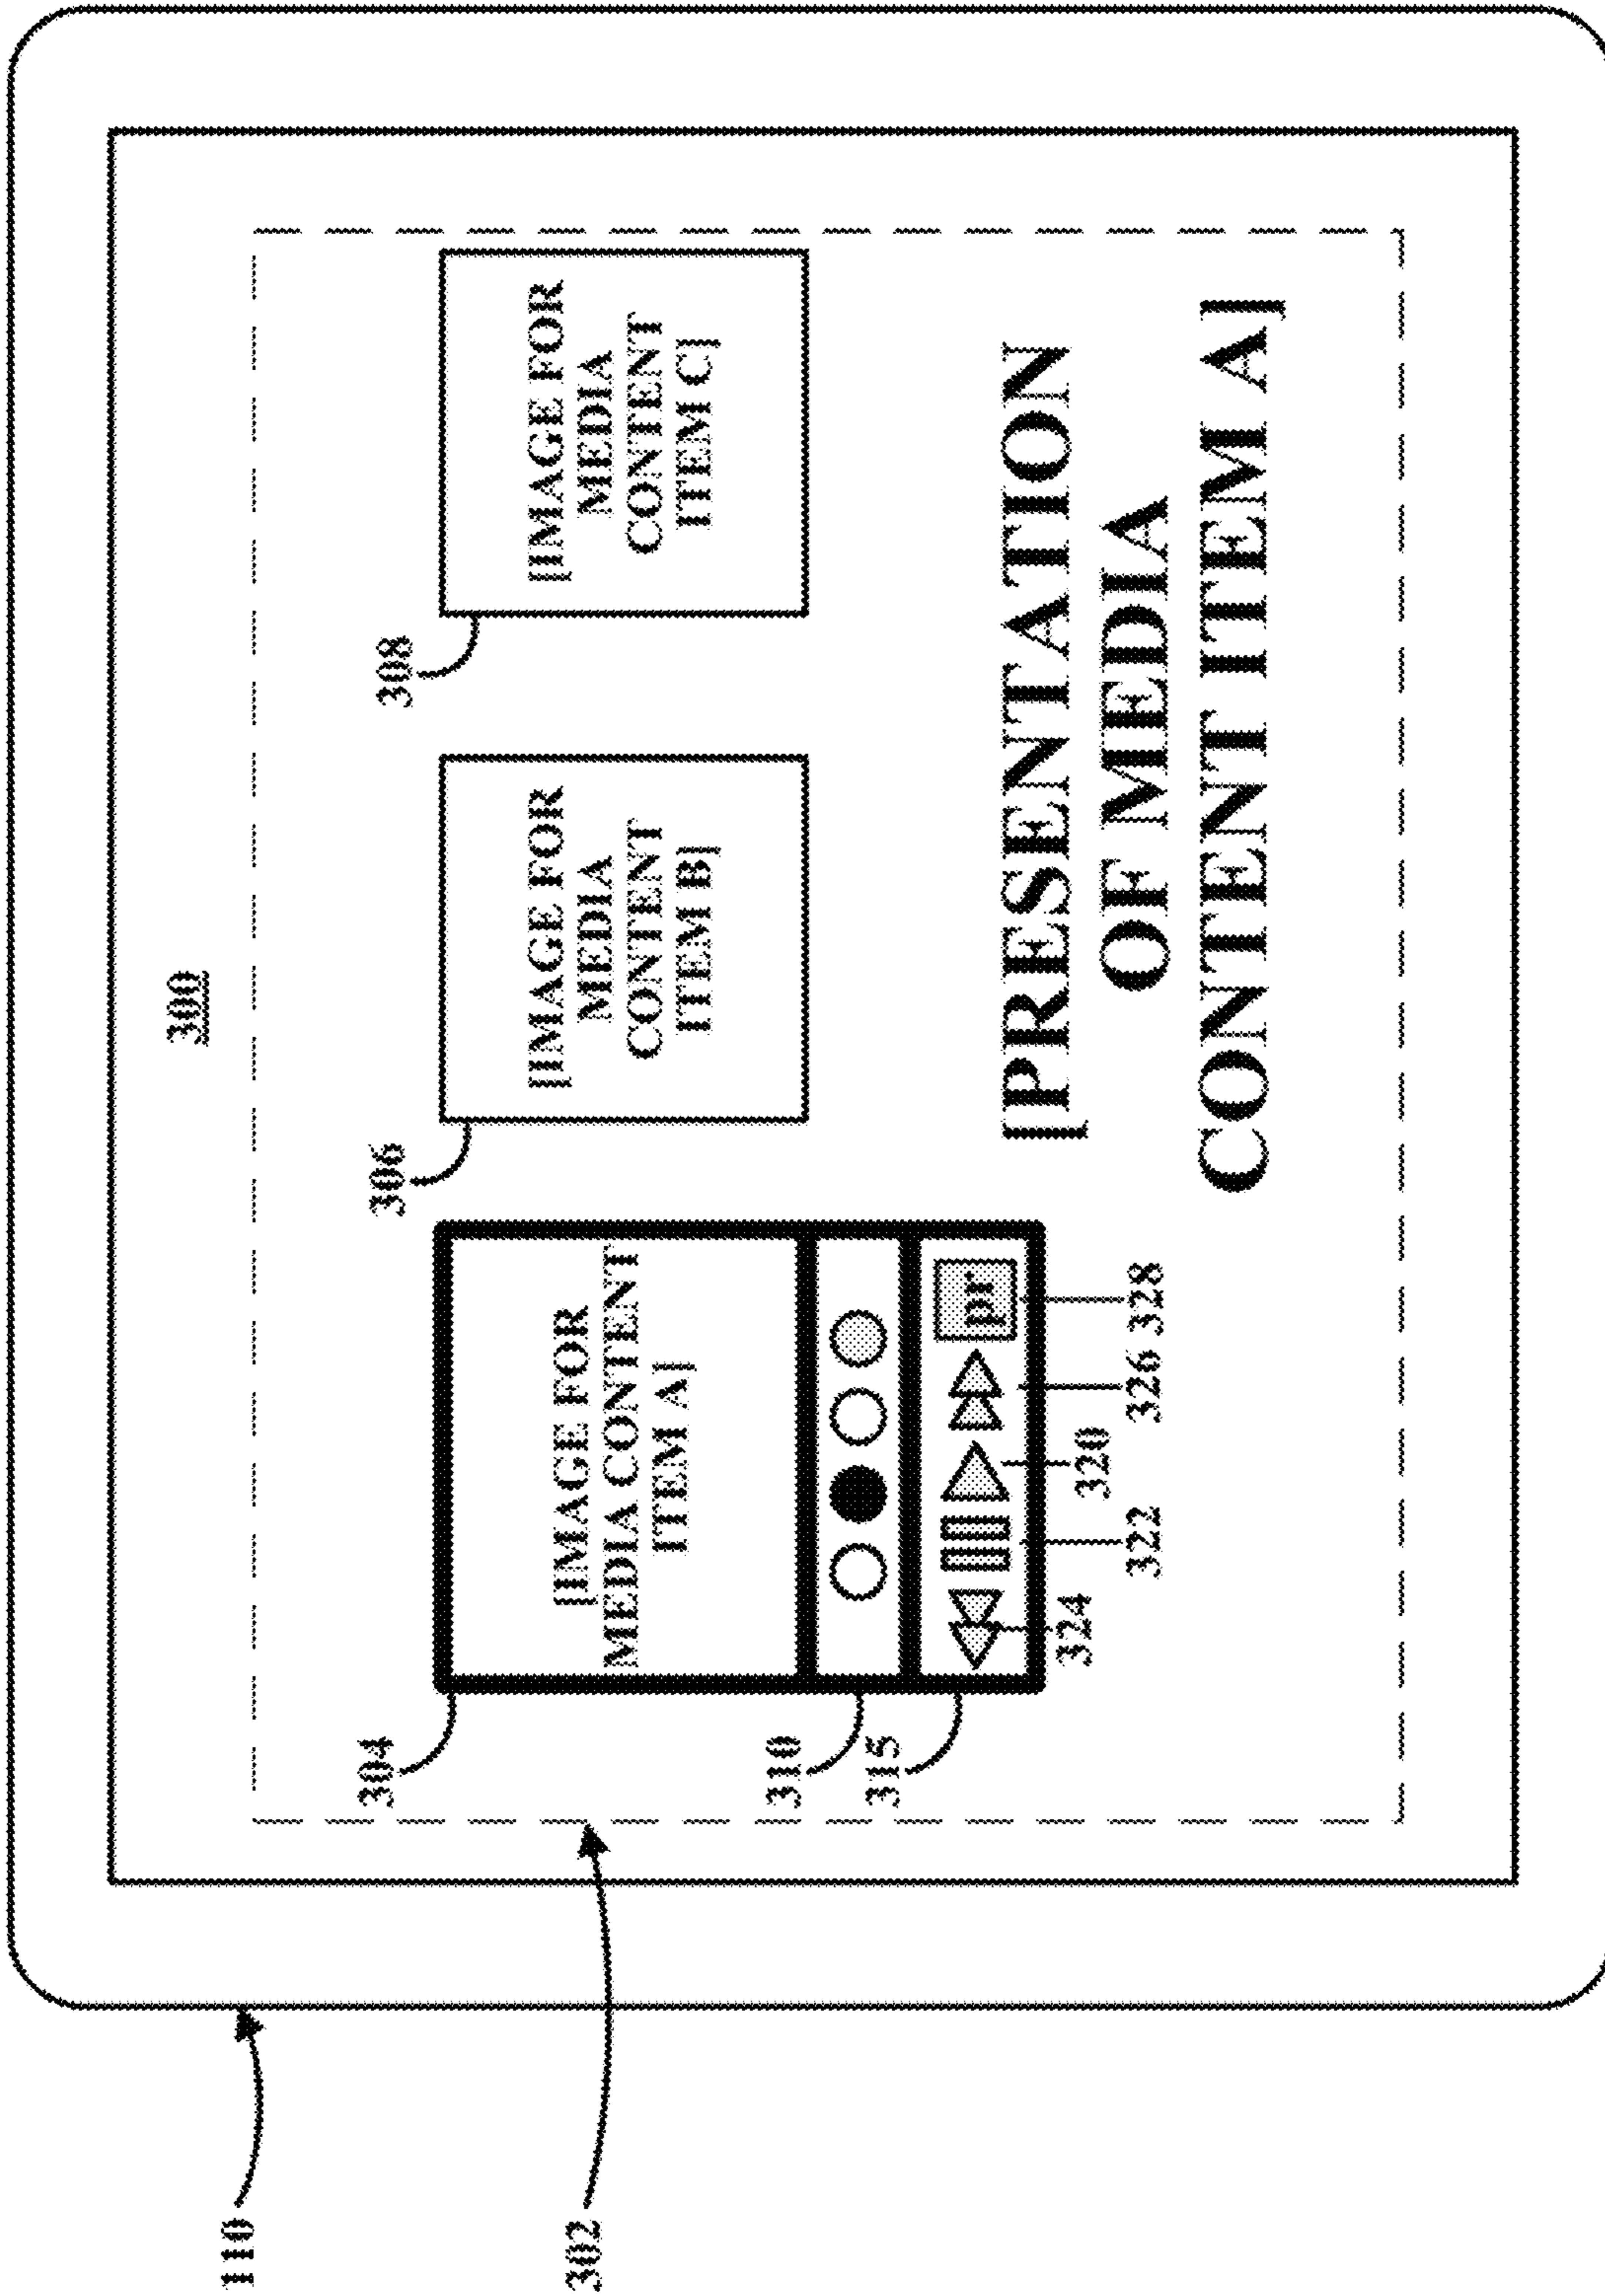 110
302
300
304
[IMAGE FOR
MEDIA CONTENT
ITEM A]
306
[IMAGE FOR
MEDIA
CONTENT
ITEM B]
308
[IMAGE FOR
MEDIA
CONTENT
ITEM C]
310
315
pr
324
322
320
326
328
[PRESENTATION
OF MEDIA
CONTENT ITEM A]